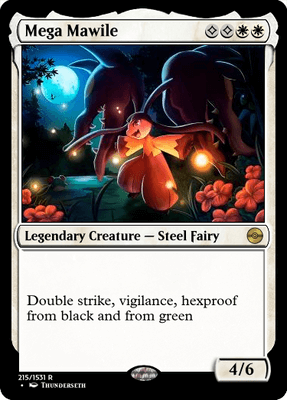 Mega Mawile
Legendary Creature — Steel Fairy
Double strike, vigilance, hexproof
from black and from green
215/1531 R
Thunderseth
4/6